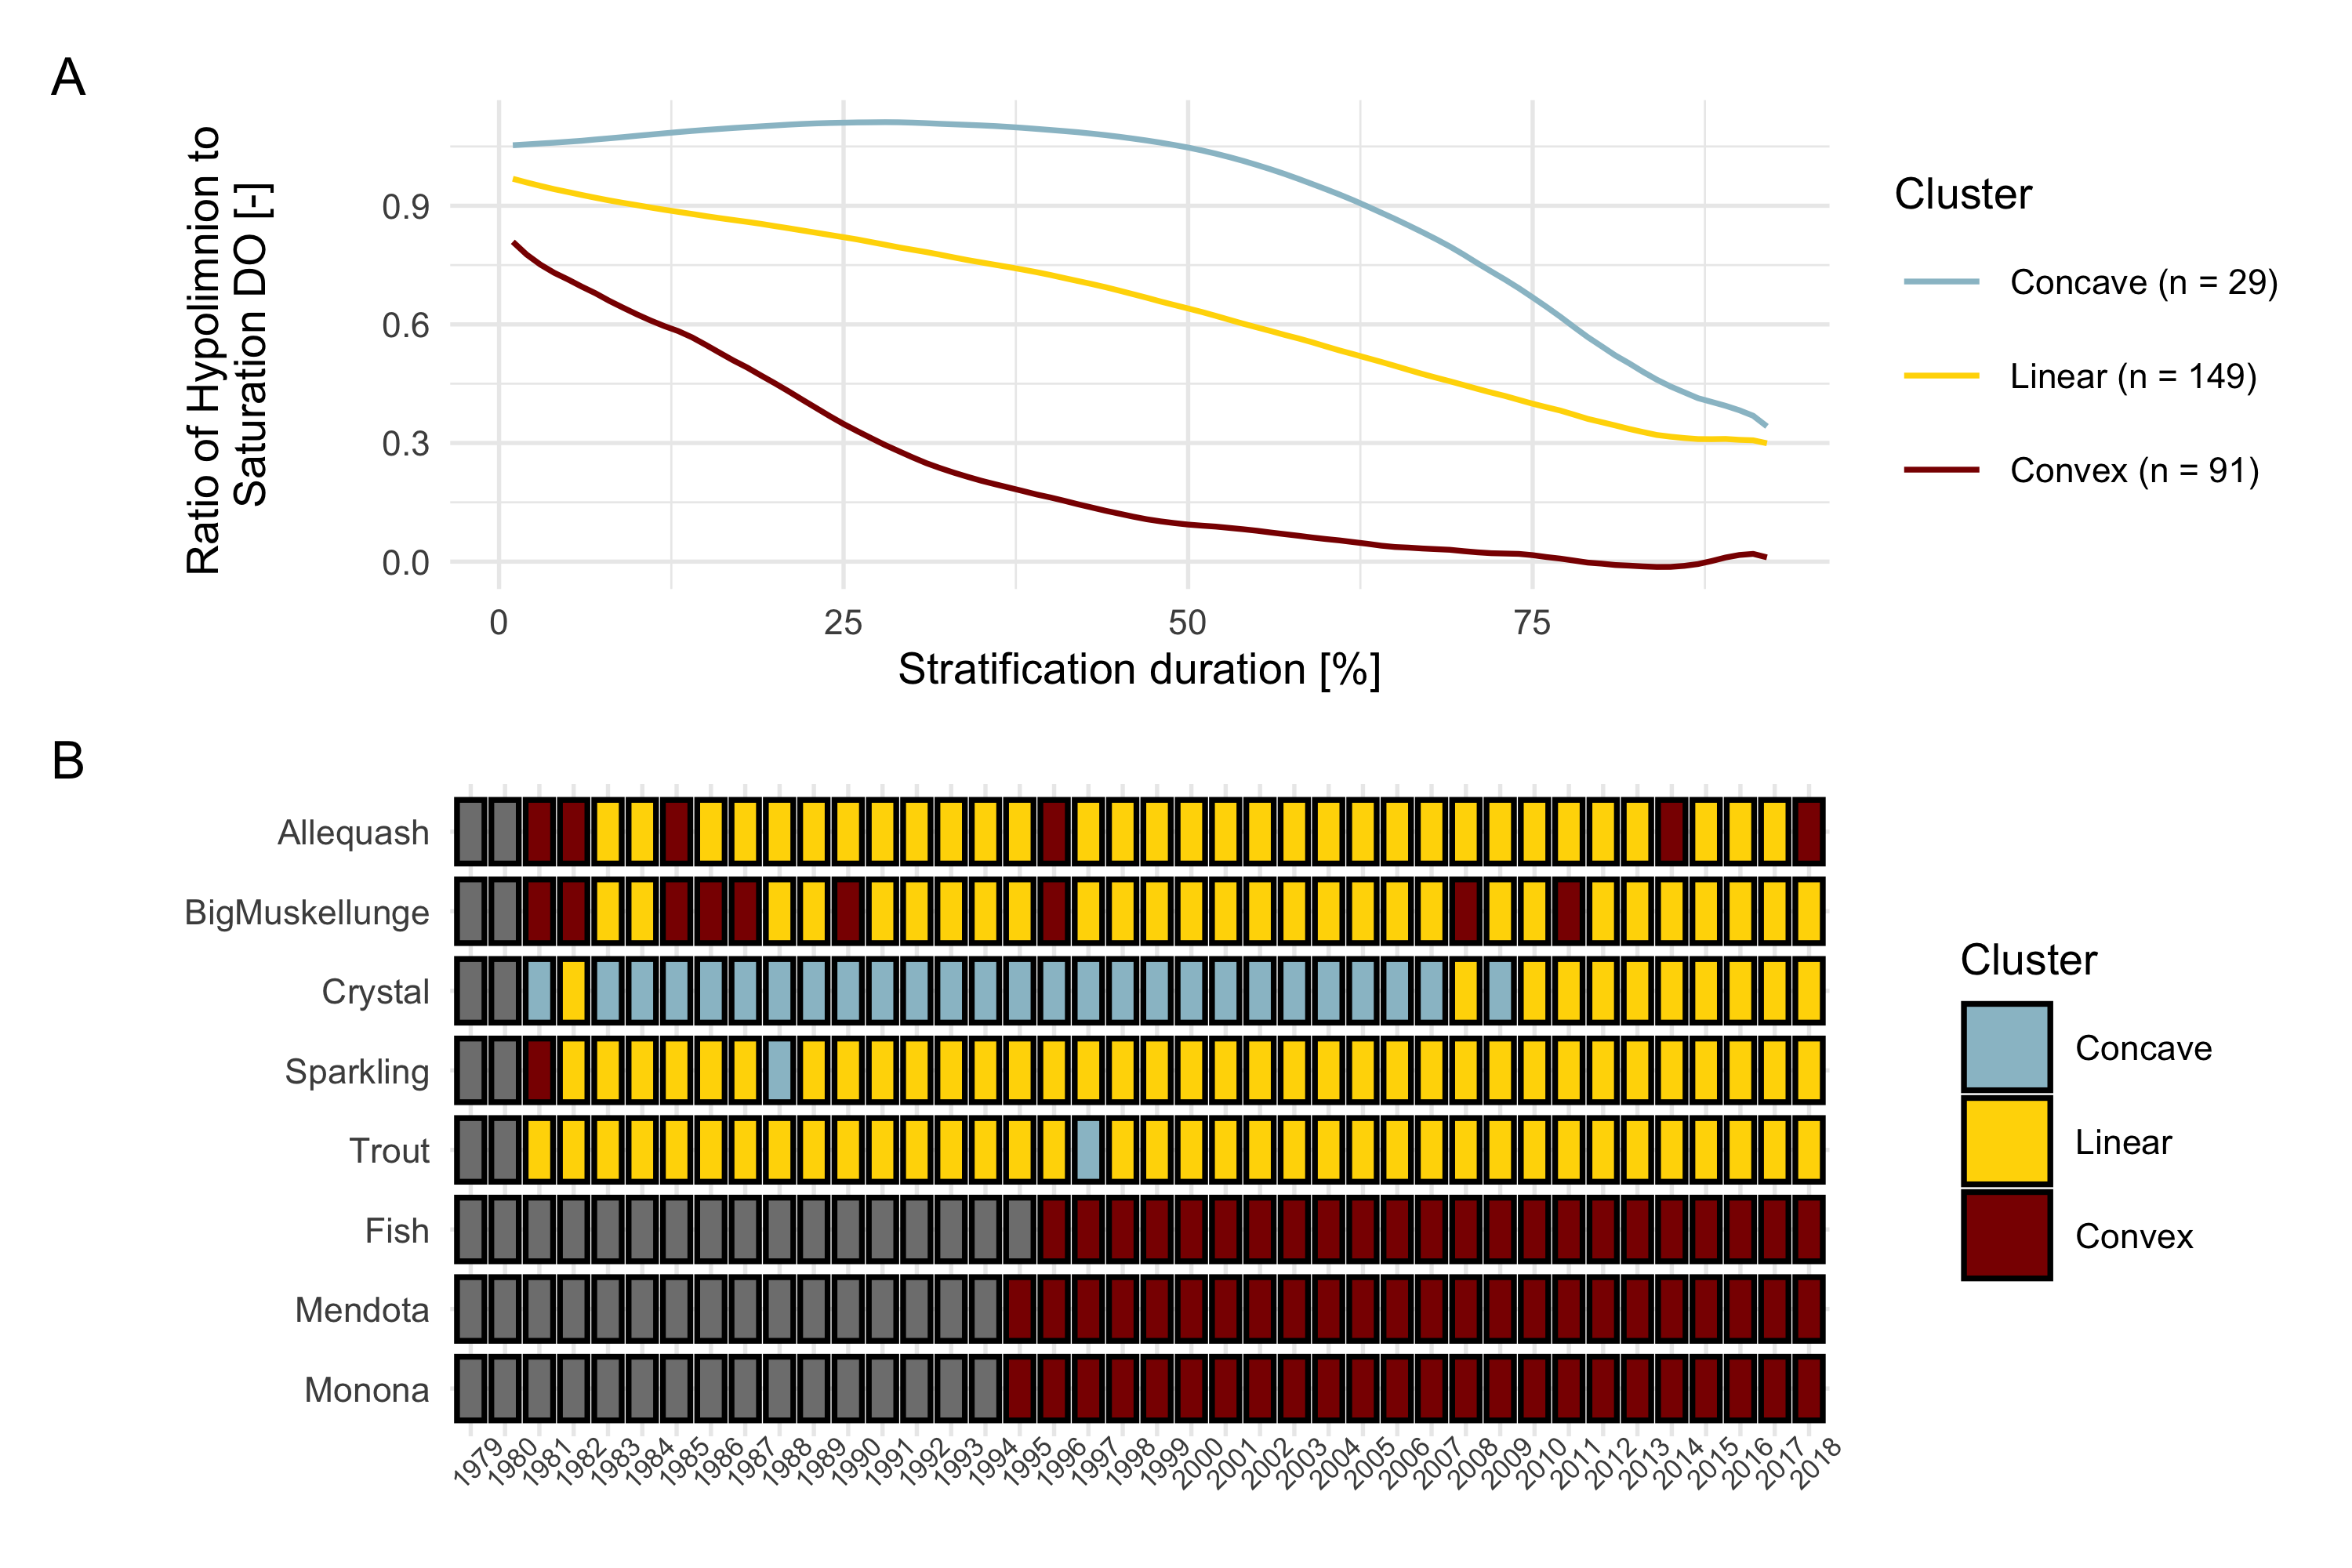 A
Ratio of Hypolimnion to
Saturation DO [-]
0.9
0.6
0.3
0.0
0
25
50
75
Stratification duration [%]
Cluster
Concave (n = 29)
Linear (n = 149)
Convex (n = 91)
B
Allequash
BigMuskellunge
Crystal
Sparkling
Trout
Fish
Mendota
Monona
1979
1980
1981
1982
1983
1984
1985
1986
1987
1988
1989
1990
1991
1992
1993
1994
1995
1996
1997
1998
1999
2000
2001
2002
2003
2004
2005
2006
2007
2008
2009
2010
2011
2012
2013
2014
2015
2016
2017
2018
Cluster
Concave
Linear
Convex